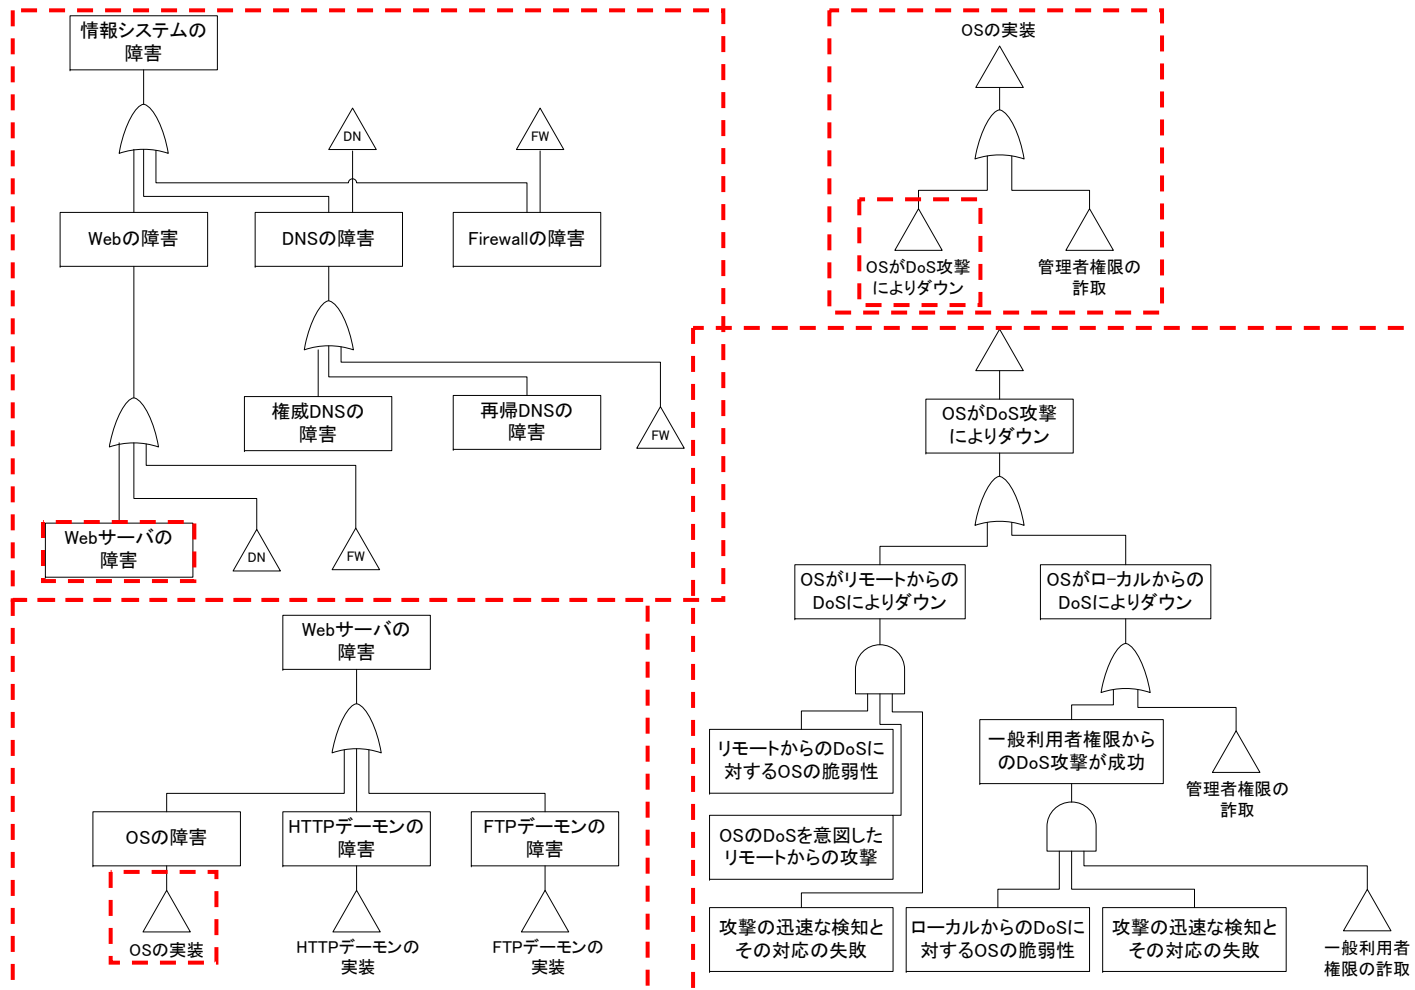 情報システムの
障害
DN
FW
Webの障害
DNSの障害
Firewallの障害
権威DNSの
障害
再帰DNSの
障害
FW
Webサーバの
障害
DN
FW
OSの実装
OSがDoS攻撃
によりダウン
管理者権限の
詐取
Webサーバの
障害
OSの障害
HTTPデーモンの
障害
FTPデーモンの
障害
OSの実装
HTTPデーモンの
実装
FTPデーモンの
実装
OSがDoS攻撃
によりダウン
OSがリモートからの
DoSによりダウン
OSがローカルからの
DoSによりダウン
リモートからのDoSに
対するOSの脆弱性
一般利用者権限から
のDoS攻撃が成功
管理者権限の
詐取
OSのDoSを意図した
リモートからの攻撃
攻撃の迅速な検知と
その対応の失敗
ローカルからのDoSに
対するOSの脆弱性
攻撃の迅速な検知と
その対応の失敗
一般利用者
権限の詐取